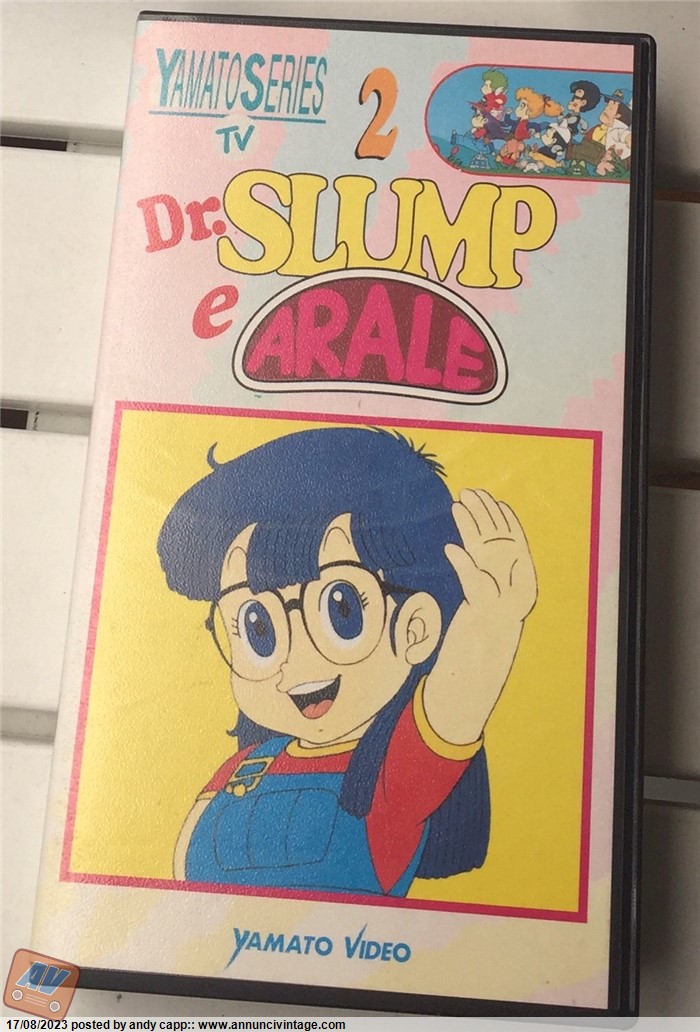 YAMATO SERIES
TV
2
Dr. SLUMP
e ARALE
YAMATO VIDEO
AV
17/08/2023 posted by andy capp:: www.annuncivintage.com